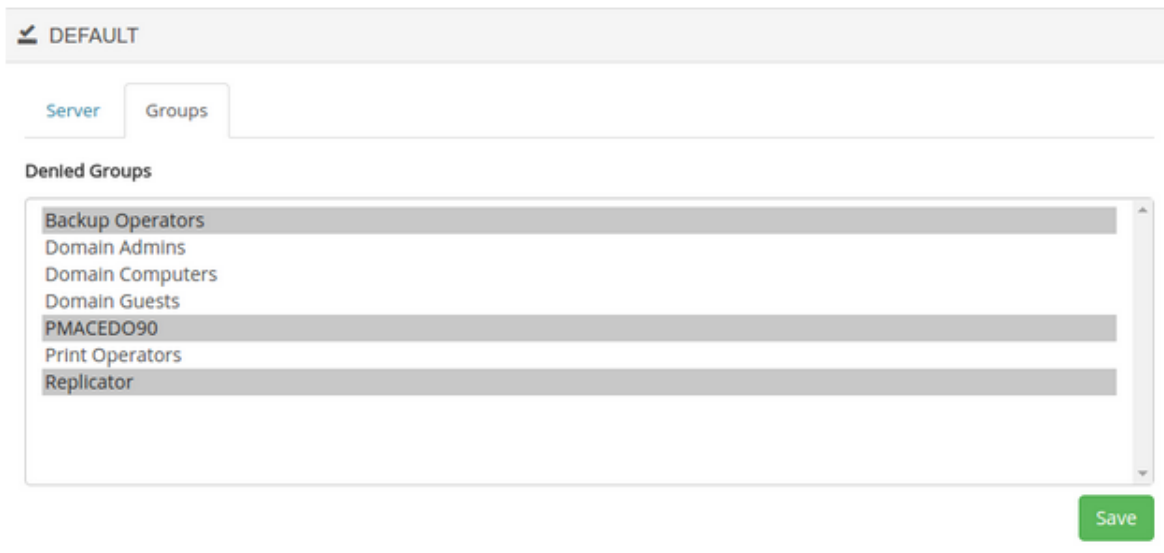 DEFAULT
Server Groups
Denied Groups
Backup Operators
Domain Admins
Domain Computers
Domain Guests
PMACEDO90
Print Operators
Replicator
Save